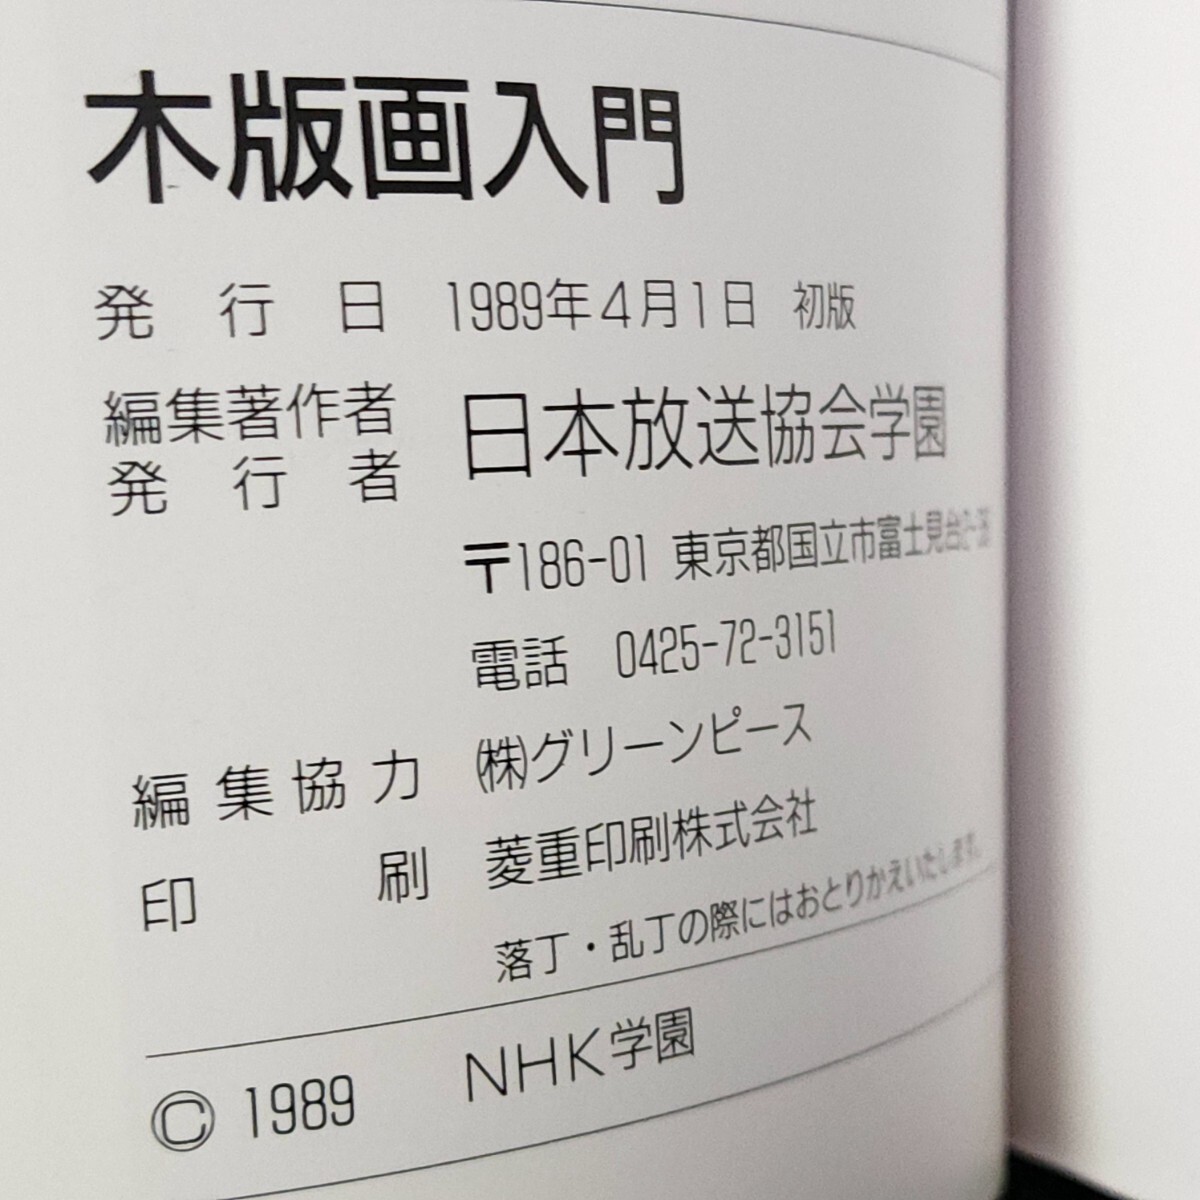 木版画入門
発行日 1989年4月1日 初版
編集著作者
発行者 日本放送協会学園
〒186-01 東京都国立市富士見台2-36
電話 0425-72-3151
編集協力 ㈱グリーンピース
印刷 菱重印刷株式会社
落丁・乱丁の際にはおとりかえいたします。
© 1989 NHK学園